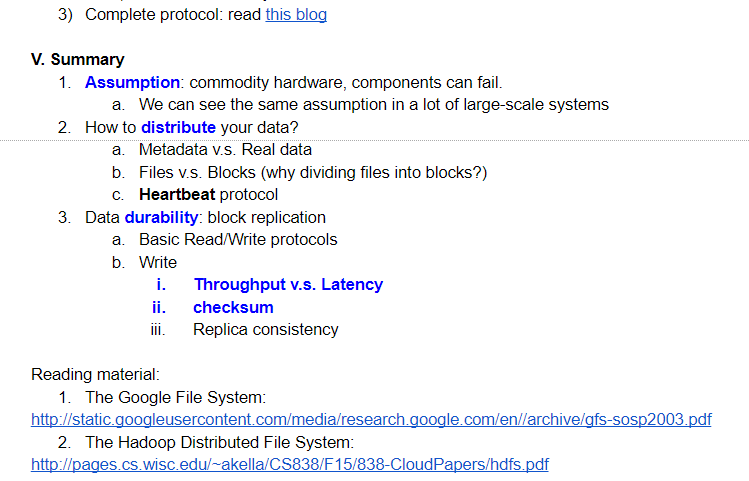 3) Complete protocol: read this blog
V. Summary
1. Assumption: commodity hardware, components can fail.
a. We can see the same assumption in a lot of large-scale systems
2. How to distribute your data?
a. Metadata v.s. Real data
b. Files v.s. Blocks (why dividing files into blocks?)
c. Heartbeat protocol
3. Data durability: block replication
a. Basic Read/Write protocols
b. Write
i. Throughput v.s. Latency
ii. checksum
iii. Replica consistency
Reading material:
1. The Google File System:
http://static.googleusercontent.com/media/research.google.com/en//archive/gfs-sosp2003.pdf
2. The Hadoop Distributed File System:
http://pages.cs.wisc.edu/~akella/CS838/F15/838-CloudPapers/hdfs.pdf